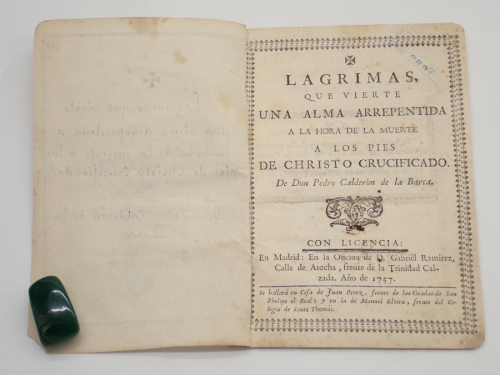 LAGRIMAS,
QUE VIERTE
UNA ALMA ARREPENTIDA
A LA HORA DE LA MUERTE
A LOS PIES
DE CHRISTO CRUCIFICADO.
De Don Pedro Calderòn de la Barca.
CON LICENCIA:
En Madrid: En la Oficina de D. Gabrièl Ramirez,
Calle de Atocha, frente de la Trinidad Cal-
zada. Año de 1757.
Se hallará en Casa de Juan Perez, frente de las Gradas de San
Phelipe el Real: y en la de Manuel Elvira, frente del Co-
legio de Santo Thomàs.